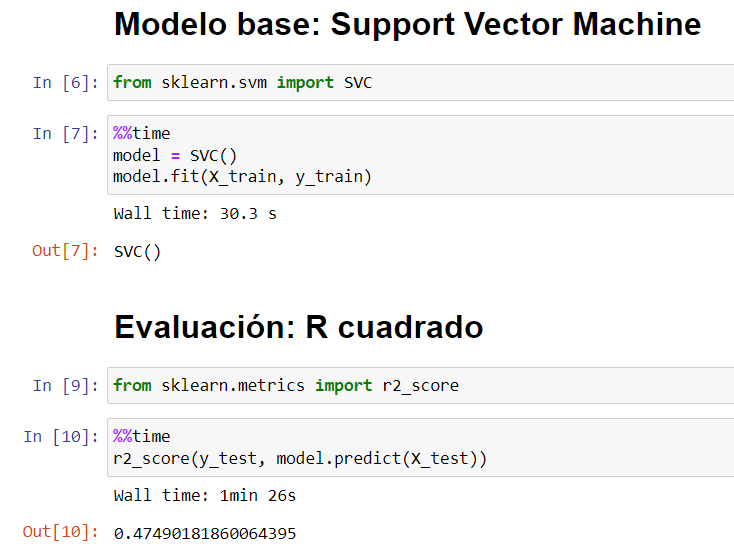 Modelo base: Support Vector Machine
In [6]: from sklearn.svm import SVC
In [7]: %%time
model = SVC()
model.fit(X_train, y_train)
Wall time: 30.3 s
Out[7]: SVC()
Evaluación: R cuadrado
In [9]: from sklearn.metrics import r2_score
In [10]: %%time
r2_score(y_test, model.predict(X_test))
Wall time: 1min 26s
Out[10]: 0.47490181860064395